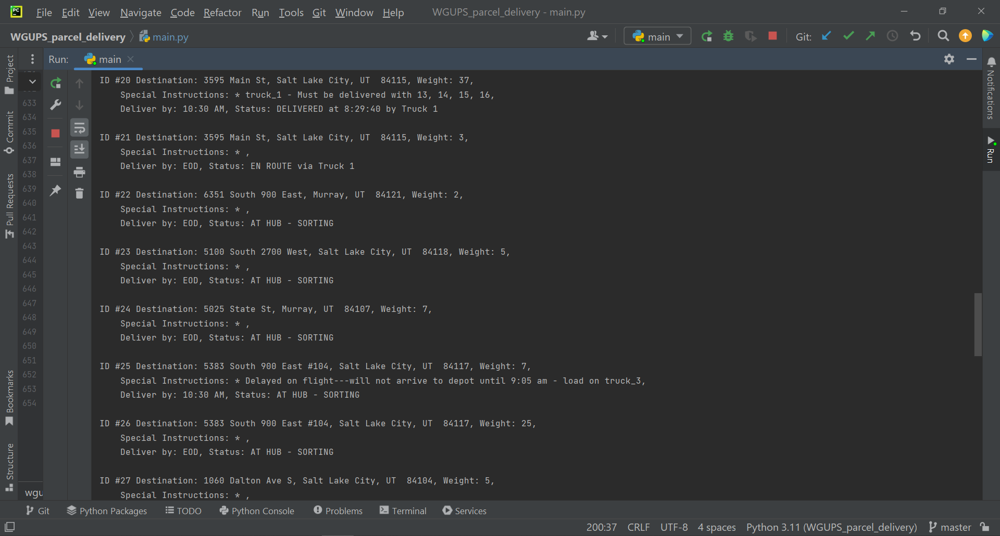 PC File Edit View Navigate Code Refactor Run Tools Git Window Help WGUPS_parcel_delivery - main.py
WGUPS_parcel_delivery main.py main Git:
Project
Commit
Pull Requests
Bookmarks
Structure
Run: main
633
634
635
636
637
638
639
640
641
642
643
644
645
646
647
648
649
650
651
652
653
654
wgu
ID #20 Destination: 3595 Main St, Salt Lake City, UT  84115, Weight: 37,
Special Instructions: * truck_1 - Must be delivered with 13, 14, 15, 16,
Deliver by: 10:30 AM, Status: DELIVERED at 8:29:40 by Truck 1
ID #21 Destination: 3595 Main St, Salt Lake City, UT  84115, Weight: 3,
Special Instructions: * ,
Deliver by: EOD, Status: EN ROUTE via Truck 1
ID #22 Destination: 6351 South 900 East, Murray, UT  84121, Weight: 2,
Special Instructions: * ,
Deliver by: EOD, Status: AT HUB - SORTING
ID #23 Destination: 5100 South 2700 West, Salt Lake City, UT  84118, Weight: 5,
Special Instructions: * ,
Deliver by: EOD, Status: AT HUB - SORTING
ID #24 Destination: 5025 State St, Murray, UT  84107, Weight: 7,
Special Instructions: * ,
Deliver by: EOD, Status: AT HUB - SORTING
ID #25 Destination: 5383 South 900 East #104, Salt Lake City, UT  84117, Weight: 7,
Special Instructions: * Delayed on flight---will not arrive to depot until 9:05 am - load on truck_3,
Deliver by: 10:30 AM, Status: AT HUB - SORTING
ID #26 Destination: 5383 South 900 East #104, Salt Lake City, UT  84117, Weight: 25,
Special Instructions: * ,
Deliver by: EOD, Status: AT HUB - SORTING
ID #27 Destination: 1060 Dalton Ave S, Salt Lake City, UT  84104, Weight: 5,
Special Instructions: * ,
Notifications
Run
Git Python Packages TODO Python Console Problems Terminal Services
200:37 CRLF UTF-8 4 spaces Python 3.11 (WGUPS_parcel_delivery) master